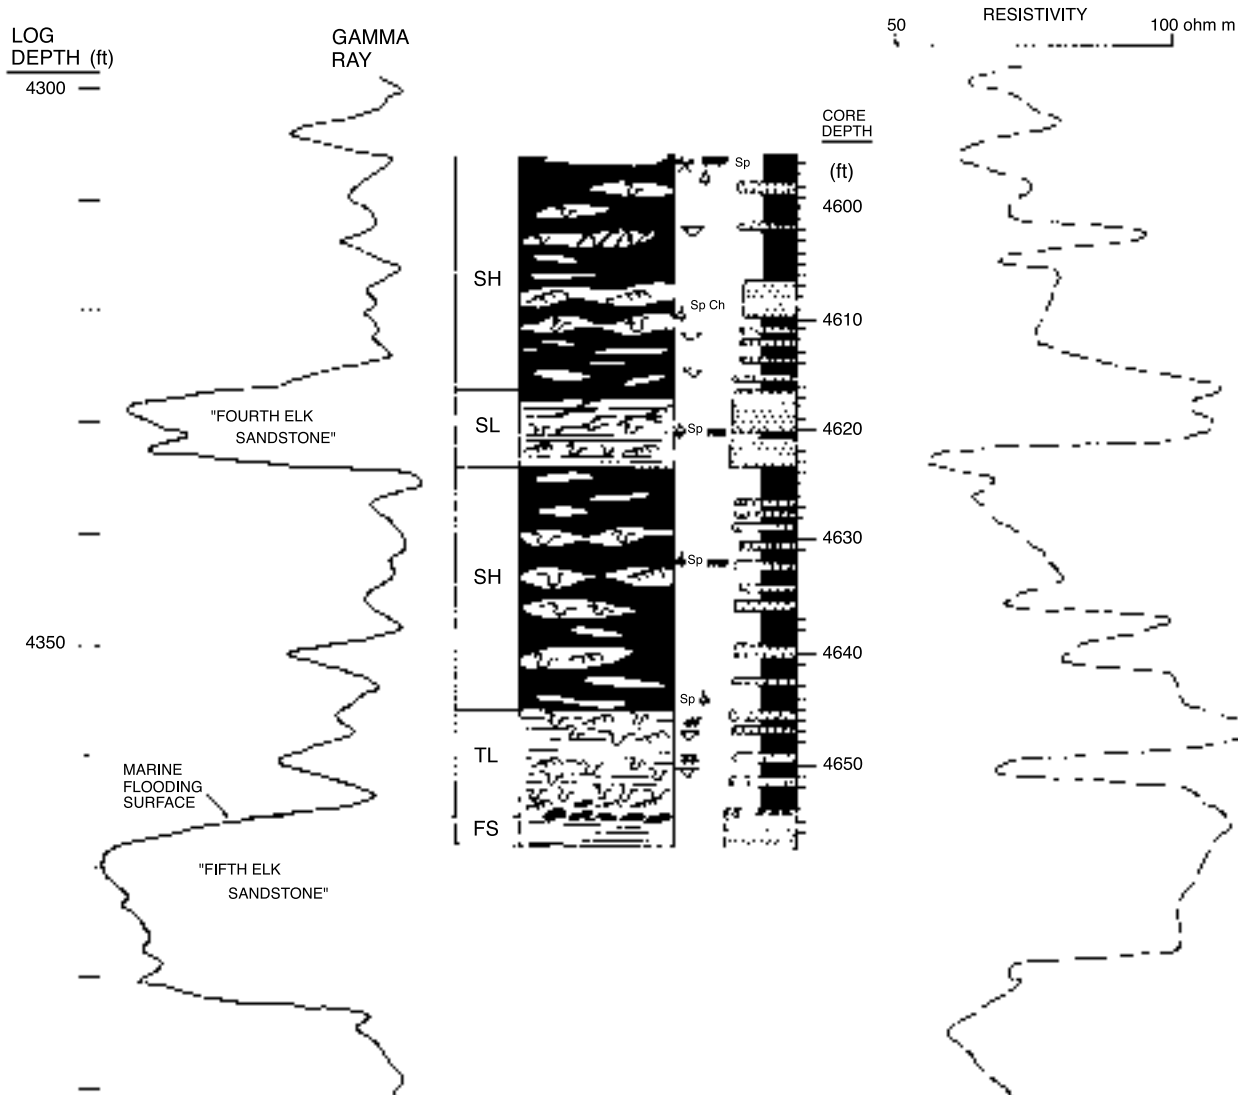 LOG
DEPTH (ft)
GAMMA
RAY
50
RESISTIVITY
100 ohm m
4300
CORE
DEPTH
(ft)
Sp
4600
SH
Sp Ch
4610
"FOURTH ELK
SANDSTONE"
SL
Sp
4620
4630
Sp
SH
4350
4640
Sp
TL
4650
MARINE
FLOODING
SURFACE
FS
"FIFTH ELK
SANDSTONE"